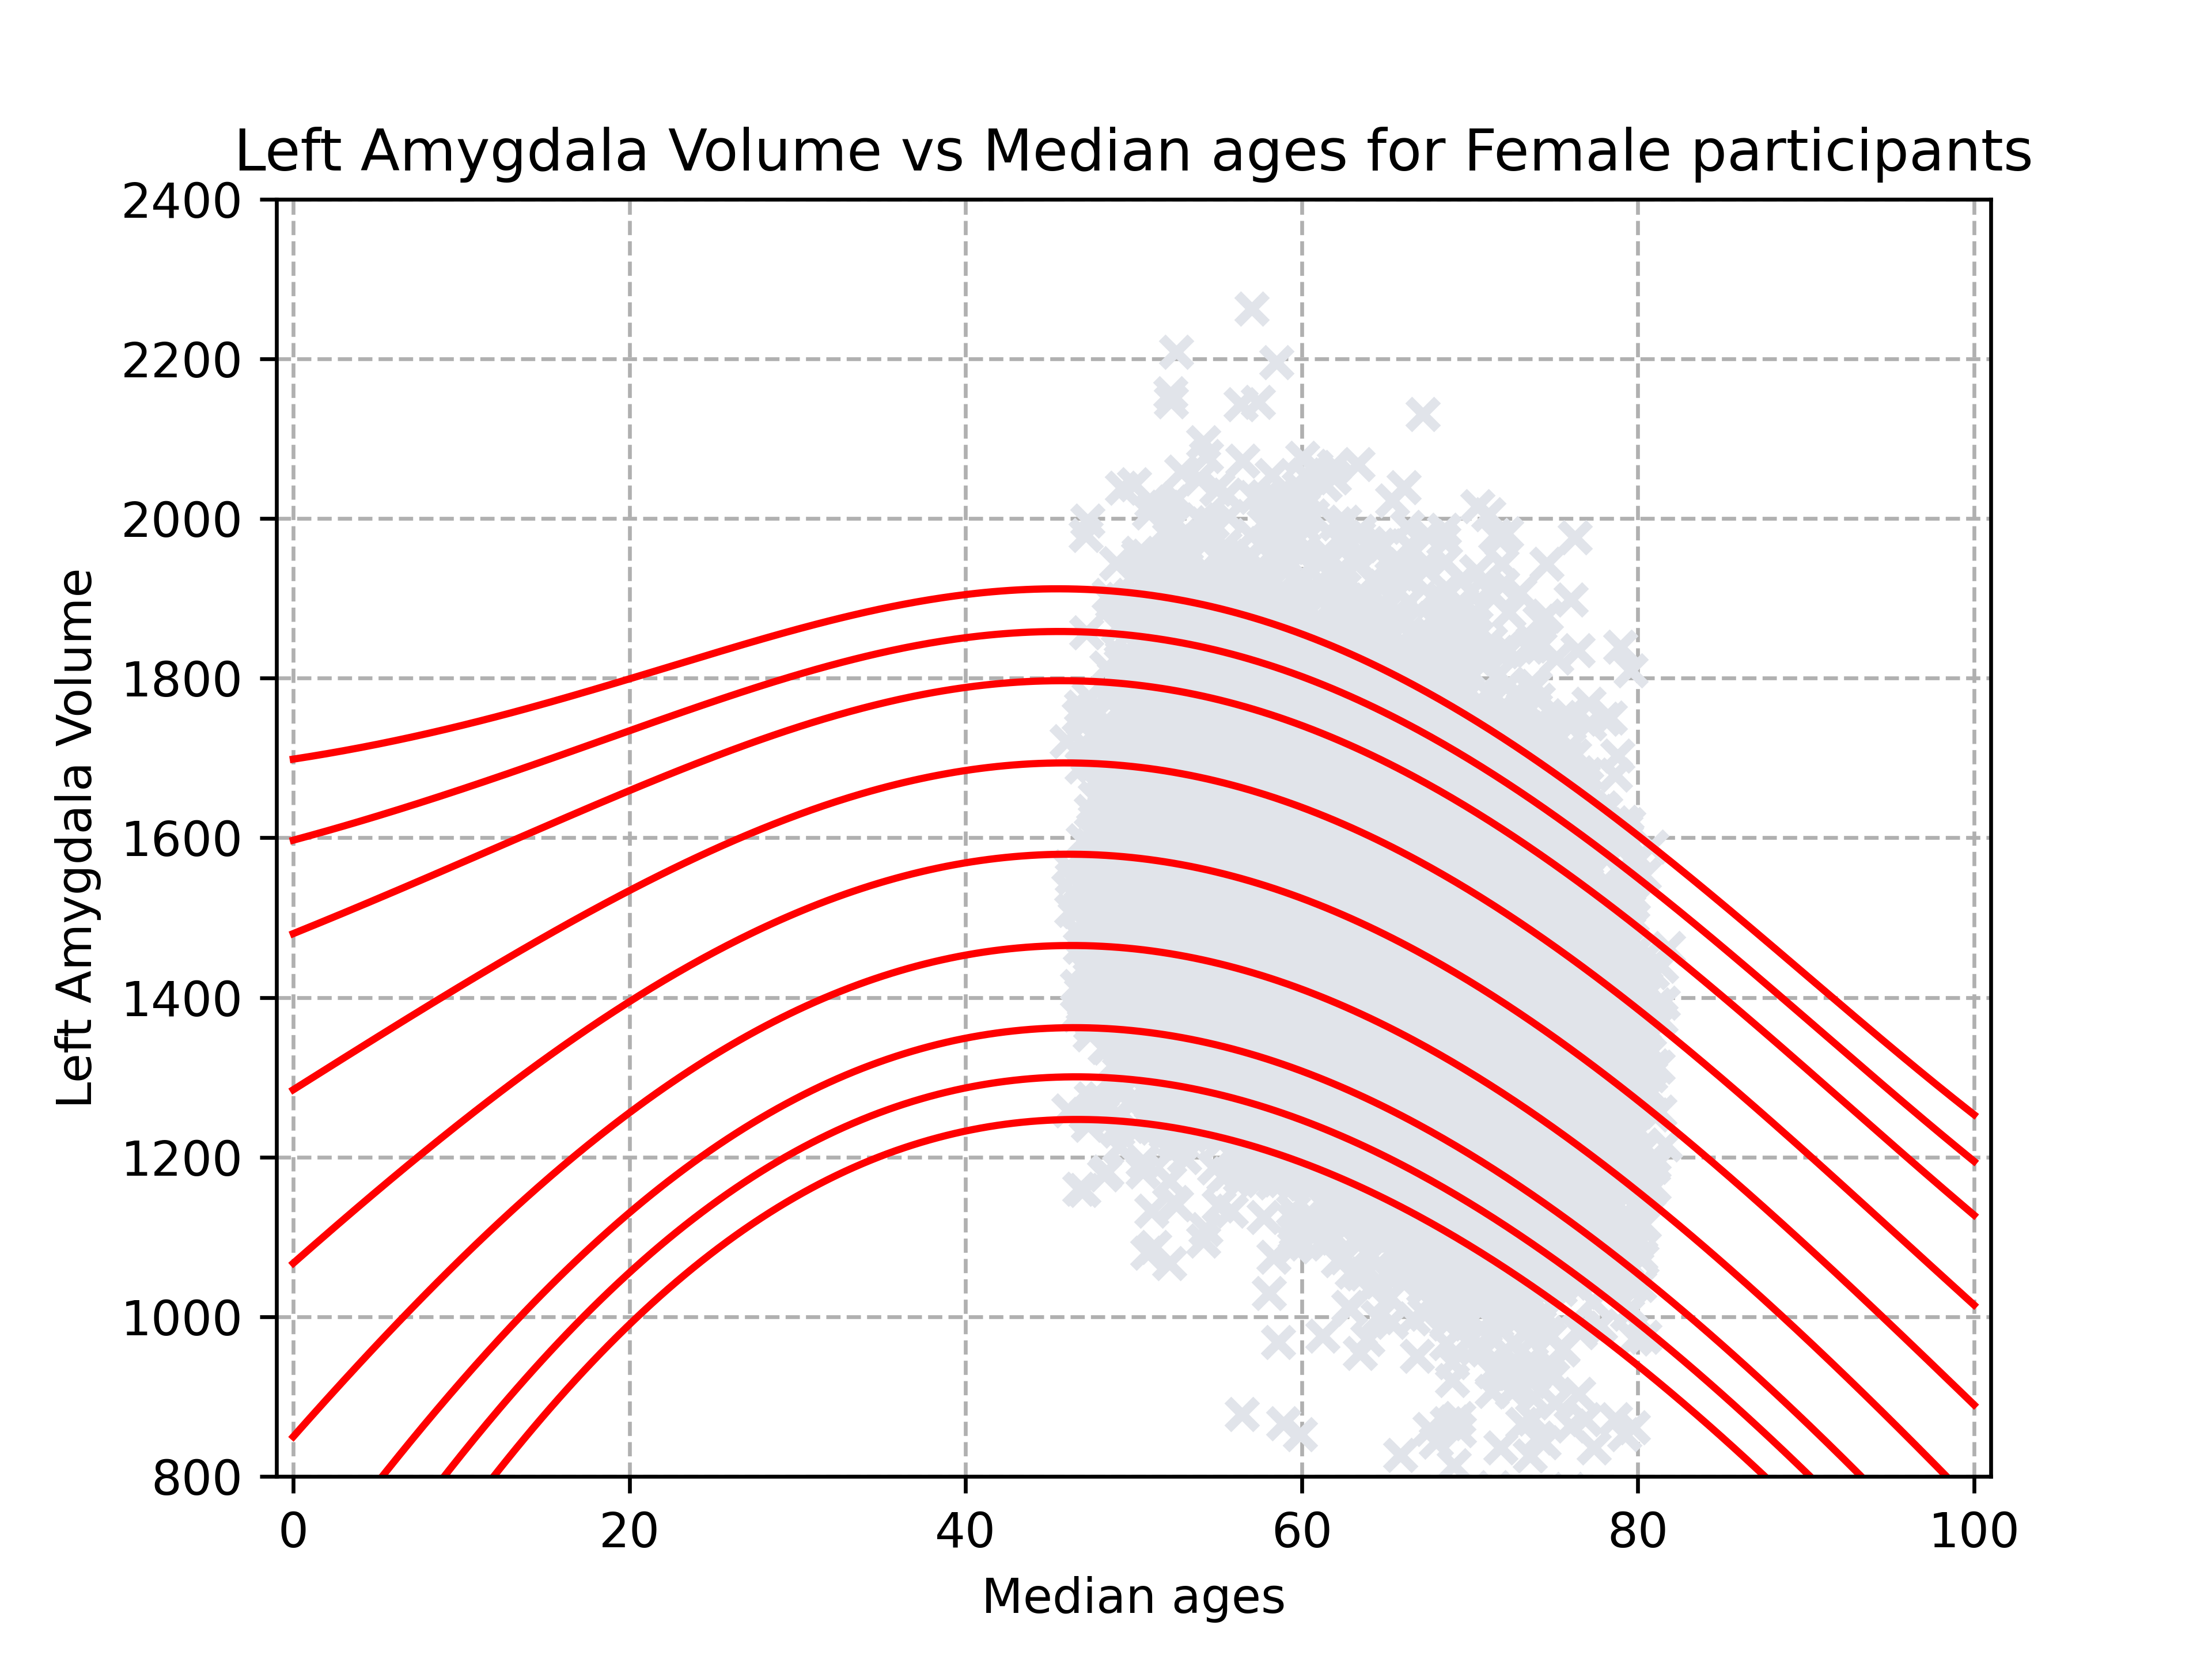 Left Amygdala Volume vs Median ages for Female participants
2400
2200
2000
1800
1600
1400
1200
1000
800
Left Amygdala Volume
0 20 40 60 80 100
Median ages